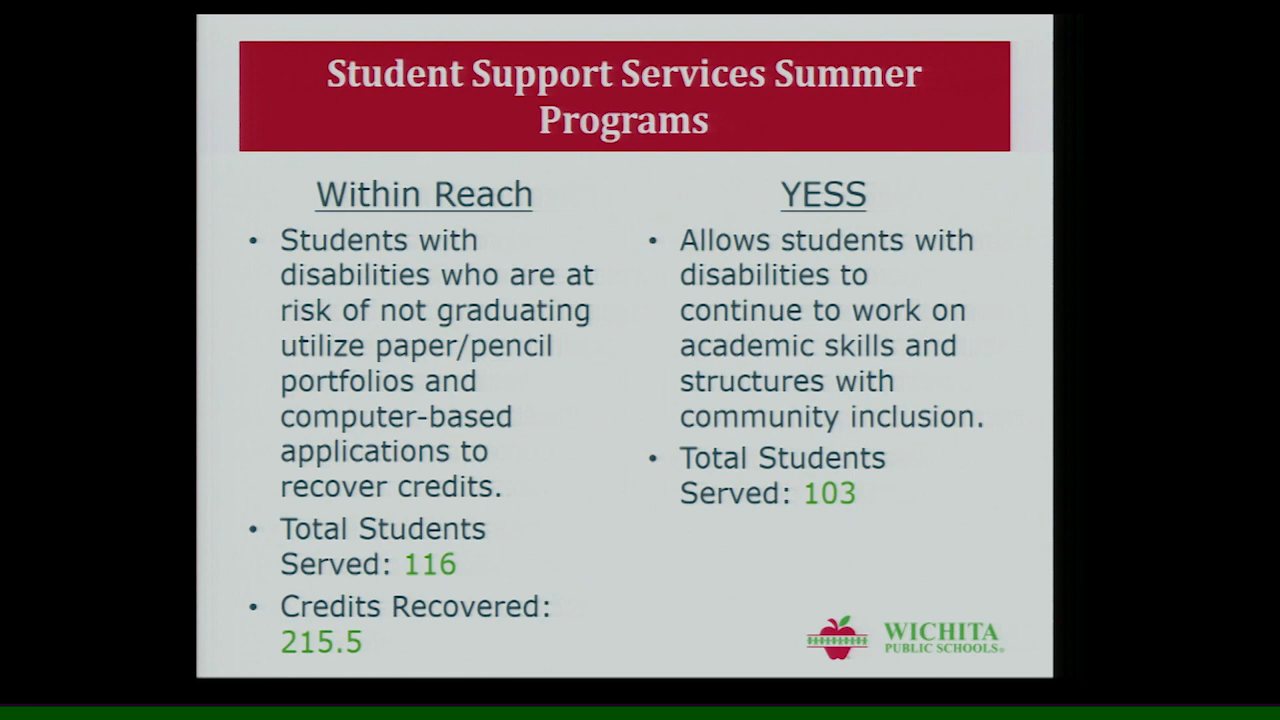 Student Support Services Summer
Programs
Within Reach
• Students with
disabilities who are at
risk of not graduating
utilize paper/pencil
portfolios and
computer-based
applications to
recover credits.
• Total Students
Served: 116
• Credits Recovered:
215.5
YESS
• Allows students with
disabilities to
continue to work on
academic skills and
structures with
community inclusion.
• Total Students
Served: 103
WICHITA
PUBLIC SCHOOLS®